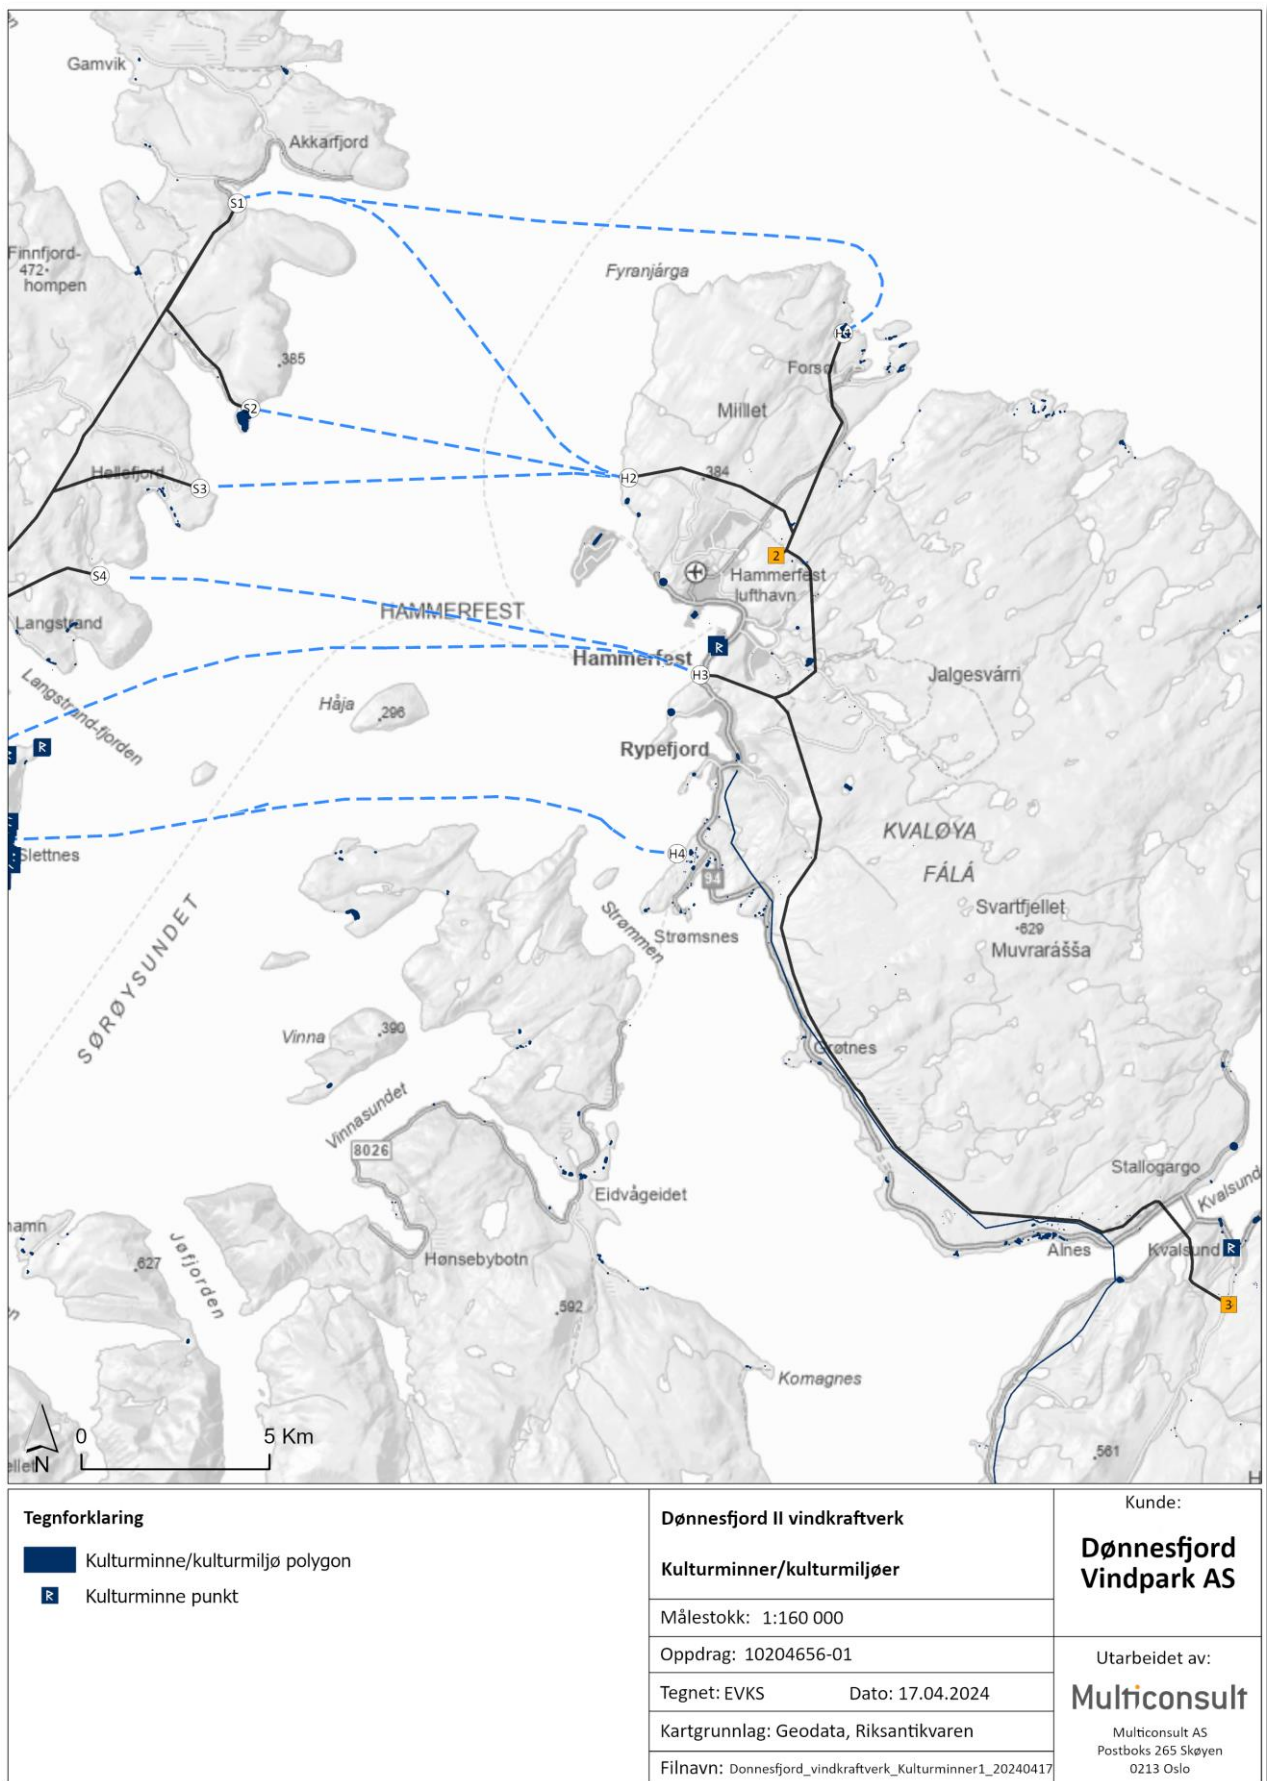 Gamvik
Akkarfjord
S1
Finnfjord-
472
hompen
Fyranjárga
H1
385
Forsøl
S2
Miillet
Hellefjord
S3
H2
384
2
S4
Hammerfest
lufthavn
HAMMERFEST
Langstrand
Hammerfest
R
H3
Jalgesvárri
Langstrand-fjorden
Håja
296
R
Rypefjord
KVALØYA
FÁLÁ
Slettnes
H4
94
Svartfjellet
629
Muvrarášša
Strømmen
Strømsnes
SØRØYSUNDET
Vinna
390
Grøtnes
Vinnasundet
8026
Stallogargo
Kvalsund
Eidvågeidet
Jøfjorden
627
Hønsebybotn
Alnes
Kvalsund
R
592
3
Komagnes
0 5 Km
N
561
Tegnforklaring
Kulturminne/kulturmiljø polygon
R Kulturminne punkt
Dønnesfjord II vindkraftverk
Kulturminner/kulturmiljøer
Målestokk: 1:160 000
Oppdrag: 10204656-01
Tegnet: EVKS Dato: 17.04.2024
Kartgrunnlag: Geodata, Riksantikvaren
Filnavn: Donnesfjord_vindkraftverk_Kulturminner1_20240417
Kunde:
Dønnesfjord
Vindpark AS
Utarbeidet av:
Multiconsult
Multiconsult AS
Postboks 265 Skøyen
0213 Oslo